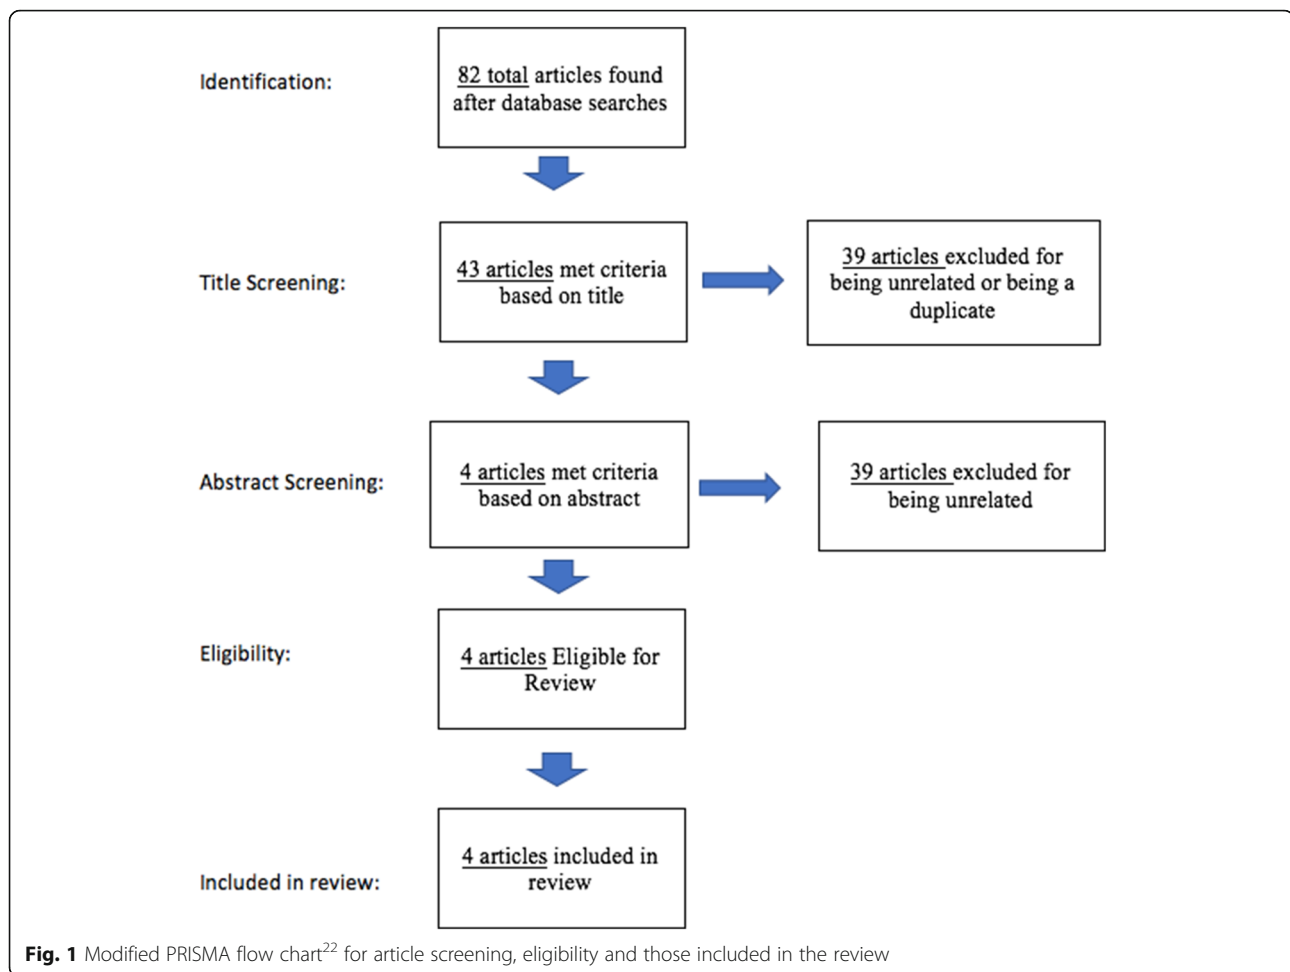 Identification:
82 total articles found
after database searches
Title Screening:
43 articles met criteria
based on title
39 articles excluded for
being unrelated or being a
duplicate
Abstract Screening:
4 articles met criteria
based on abstract
39 articles excluded for
being unrelated
Eligibility:
4 articles Eligible for
Review
Included in review:
4 articles included in
review
Fig. 1 Modified PRISMA flow chart22 for article screening, eligibility and those included in the review